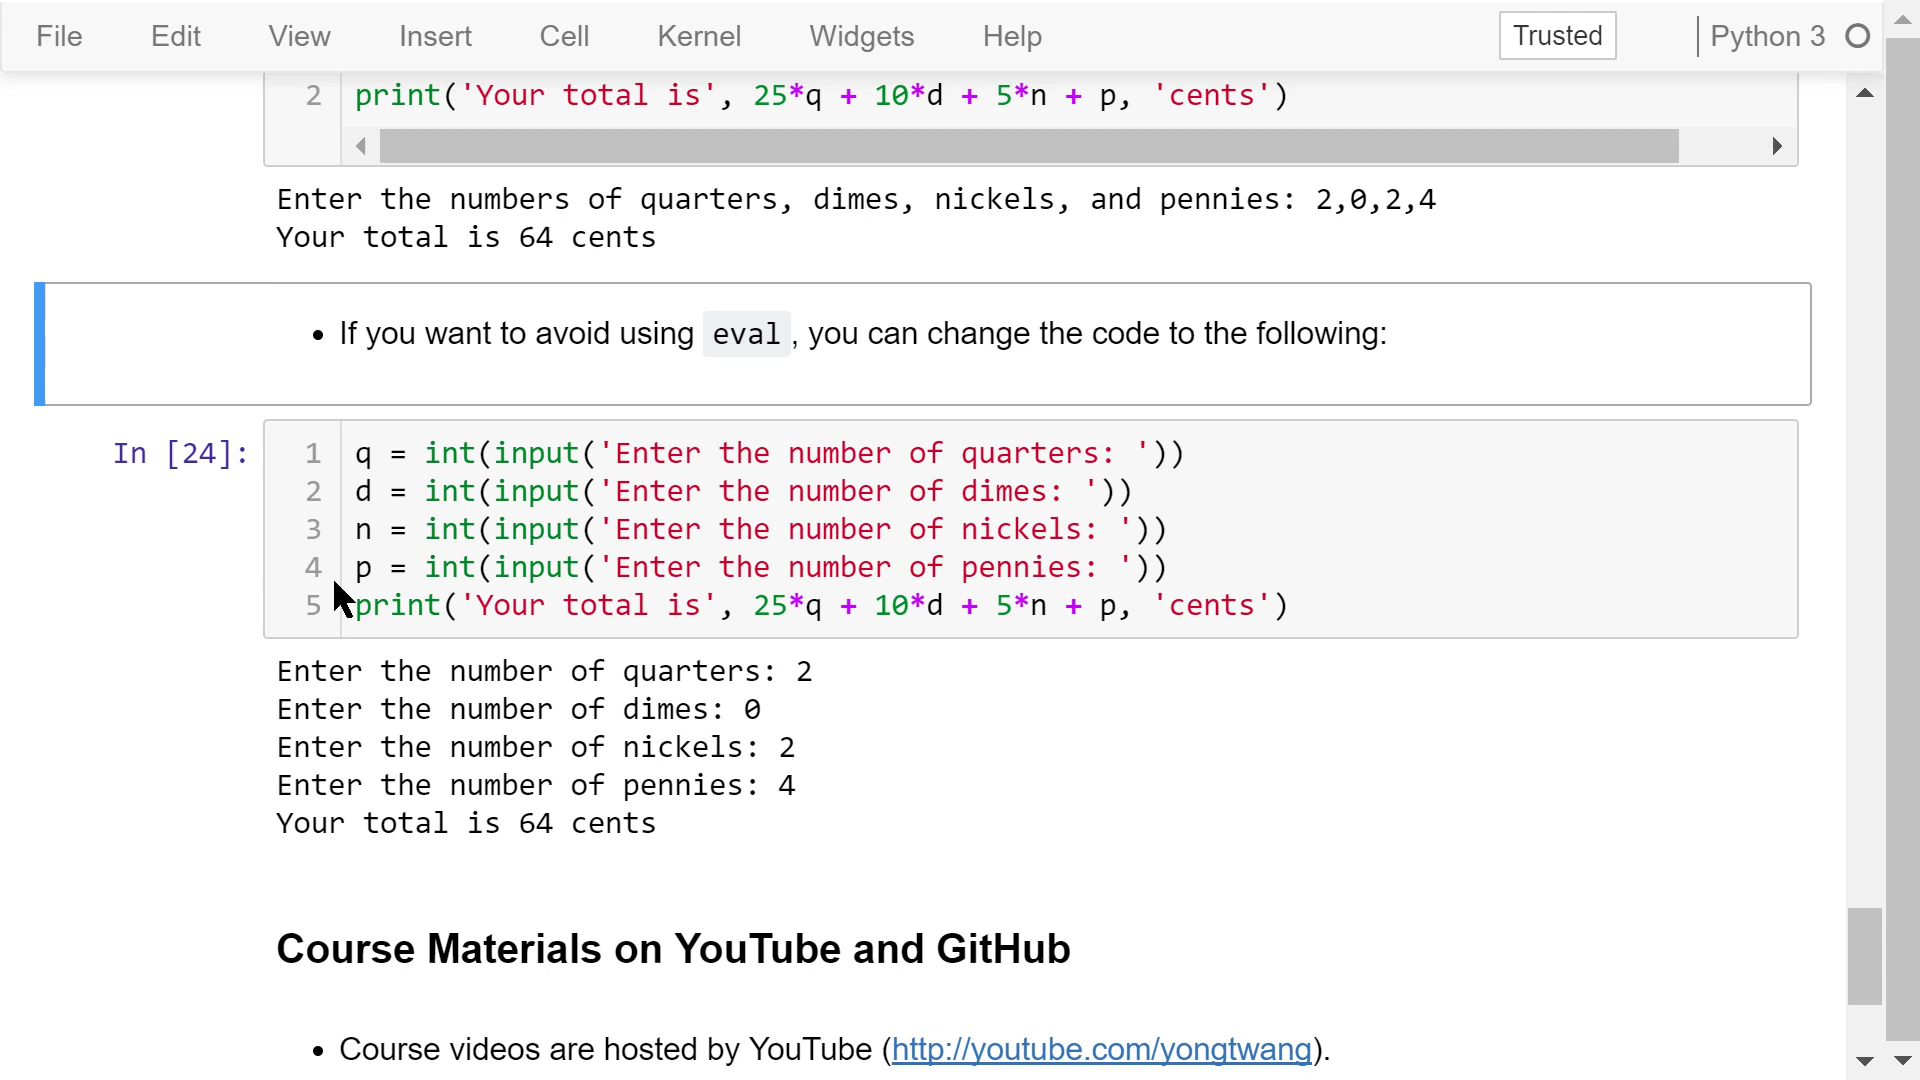 File Edit View Insert Cell Kernel Widgets Help Trusted Python 3
2 print('Your total is', 25*q + 10*d + 5*n + p, 'cents')
Enter the numbers of quarters, dimes, nickels, and pennies: 2,0,2,4
Your total is 64 cents
• If you want to avoid using eval, you can change the code to the following:
In [24]: 1 q = int(input('Enter the number of quarters: '))
2 d = int(input('Enter the number of dimes: '))
3 n = int(input('Enter the number of nickels: '))
4 p = int(input('Enter the number of pennies: '))
5 print('Your total is', 25*q + 10*d + 5*n + p, 'cents')
Enter the number of quarters: 2
Enter the number of dimes: 0
Enter the number of nickels: 2
Enter the number of pennies: 4
Your total is 64 cents
Course Materials on YouTube and GitHub
• Course videos are hosted by YouTube (http://youtube.com/yongtwang).